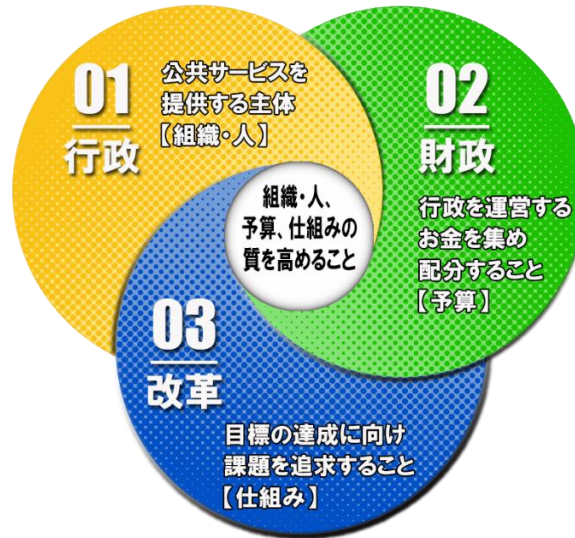 01
行政
公共サービスを
提供する主体
【組織・人】
02
財政
行政を運営する
お金を集め
配分すること
【予算】
組織・人、
予算、仕組みの
質を高めること
03
改革
目標の達成に向け
課題を追求すること
【仕組み】